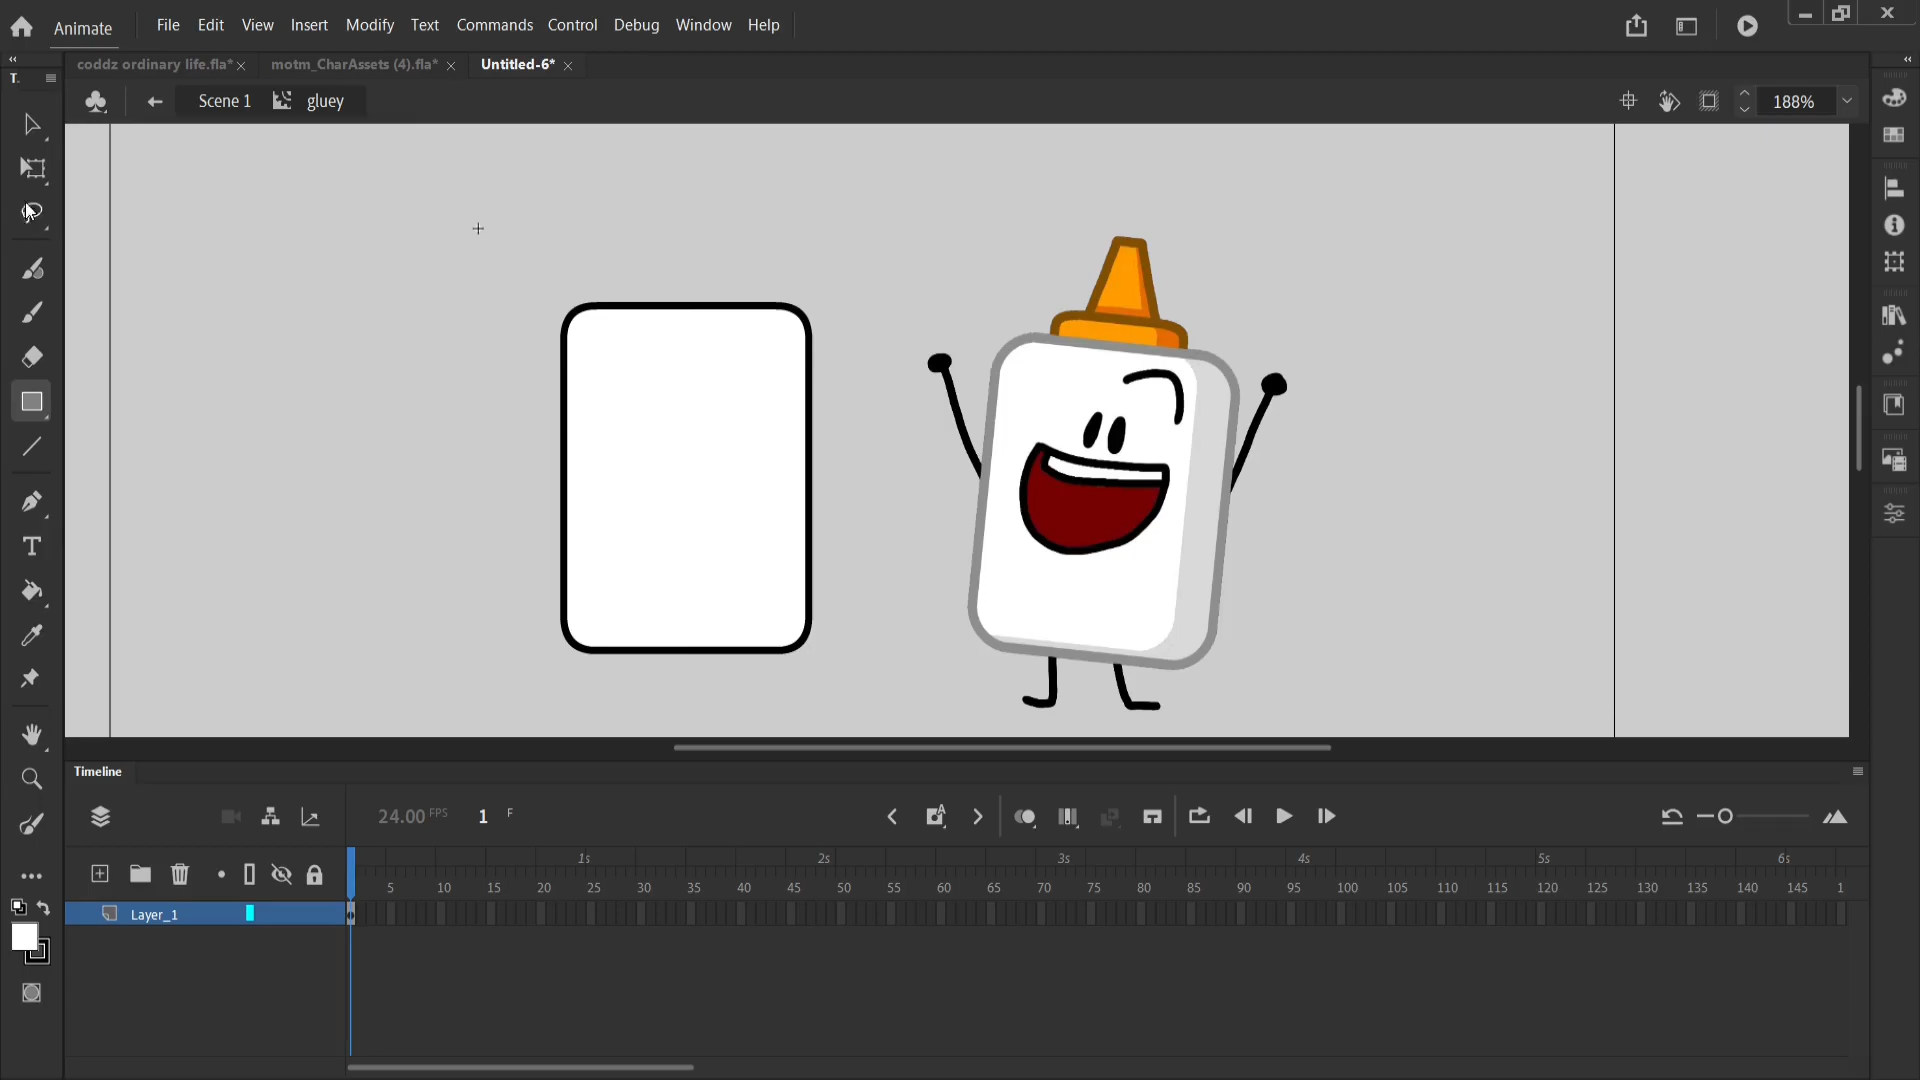 Animate File Edit View Insert Modify Text Commands Control Debug Window Help
T. coddz ordinary life.fla* motm_CharAssets (4).fla* Untitled-6*
Scene 1 gluey 188%
Timeline
24.00 FPS 1 F
1s 2s 3s 4s 5s 6s
5 10 15 20 25 30 35 40 45 50 55 60 65 70 75 80 85 90 95 100 105 110 115 120 125 130 135 140 145 1
Layer_1